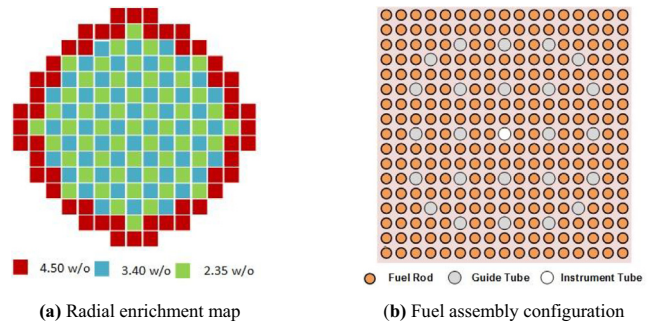 4.50 w/o 3.40 w/o 2.35 w/o
Fuel Rod Guide Tube Instrument Tube
(a) Radial enrichment map
(b) Fuel assembly configuration